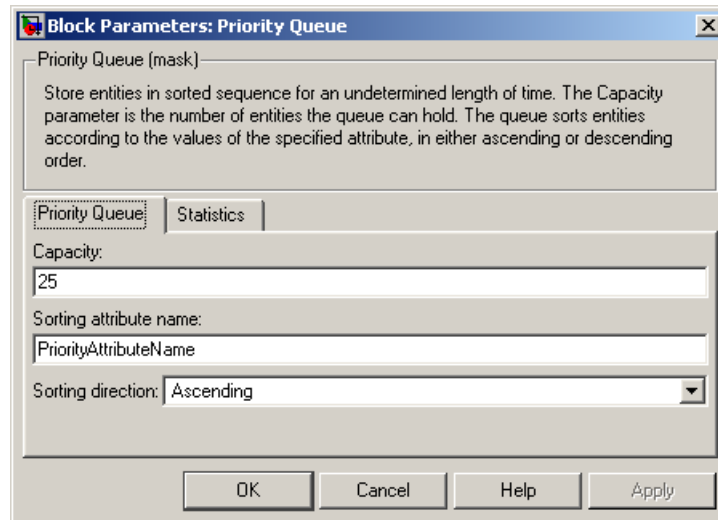 Block Parameters: Priority Queue
Priority Queue (mask)
Store entities in sorted sequence for an undetermined length of time. The Capacity
parameter is the number of entities the queue can hold. The queue sorts entities
according to the values of the specified attribute, in either ascending or descending
order.
Priority Queue Statistics
Capacity:
25
Sorting attribute name:
PriorityAttributeName
Sorting direction: Ascending
OK Cancel Help Apply